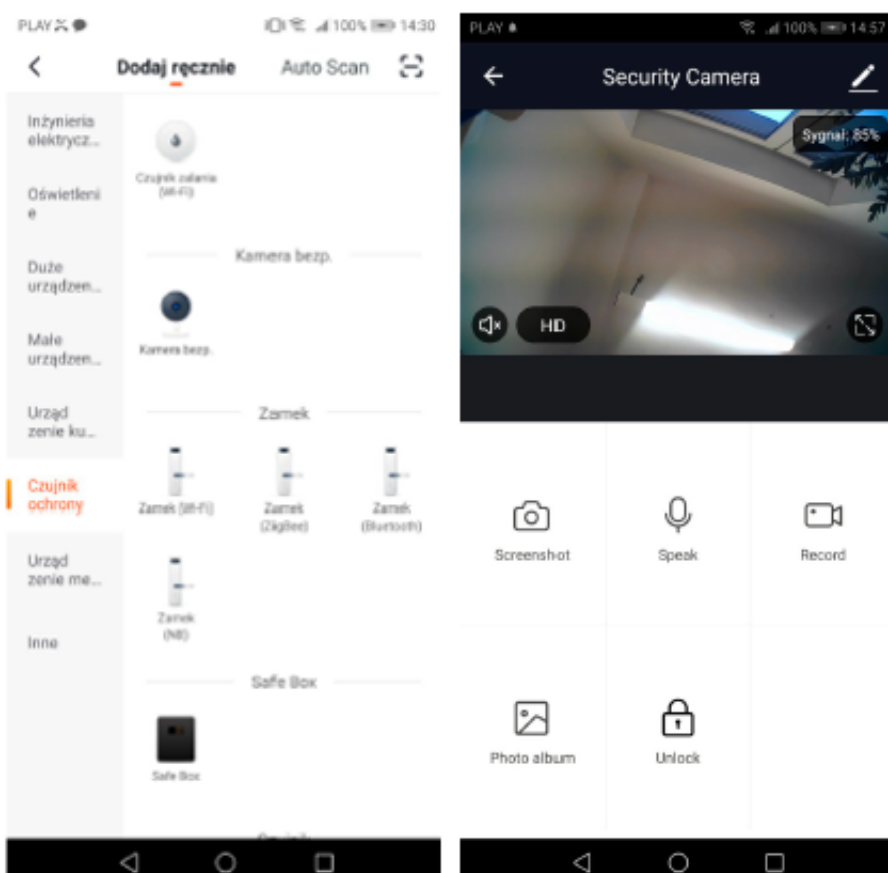 PLAY
100% 14:30
Dodaj ręcznie Auto Scan
Inżynieria
elektrycz...
Oświetleni
e
Duże
urządzen...
Małe
urządzen...
Urząd
zenie ku...
Czujnik
ochrony
Urząd
zenie me...
Inne
Czujnik zalania
(Wi-Fi)
Kamera bezp.
Kamera bezp.
Zamek
Zamek (Wi-Fi)
Zamek
(ZigBee)
Zamek
(Bluetooth)
Zamek
(NB)
Safe Box
Safe Box
PLAY
100% 14:57
Security Camera
Sygnał: 85%
HD
Screenshot
Speak
Record
Photo album
Unlock